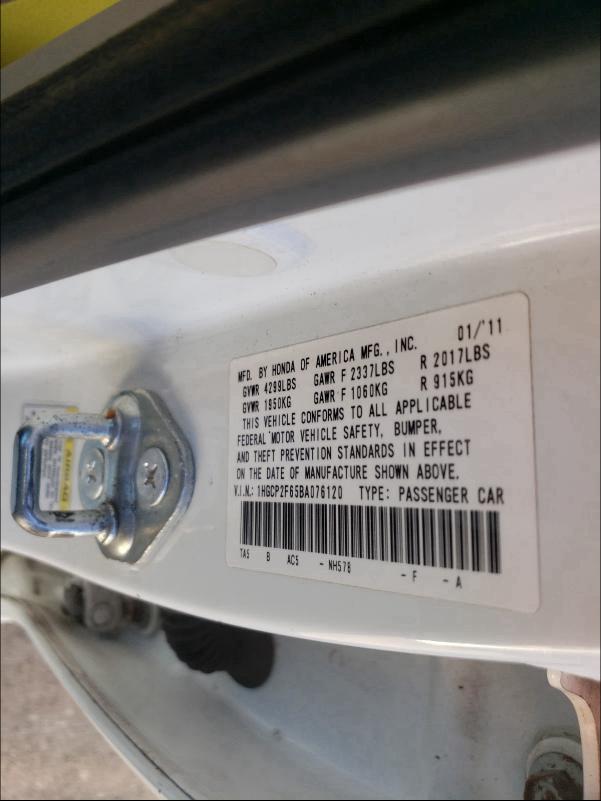 MFD. BY HONDA OF AMERICA MFG., INC. 01/'11
GVWR 4299LBS GAWR F 2337LBS R 2017LBS
GVWR 1950KG GAWR F 1060KG R 915KG
THIS VEHICLE CONFORMS TO ALL APPLICABLE
FEDERAL MOTOR VEHICLE SAFETY, BUMPER,
AND THEFT PREVENTION STANDARDS IN EFFECT
ON THE DATE OF MANUFACTURE SHOWN ABOVE.
V.I.N.: 1HGCP2F65BA076120 TYPE: PASSENGER CAR
TA5 B AC5 - NH578 - F - A
AIRBAG